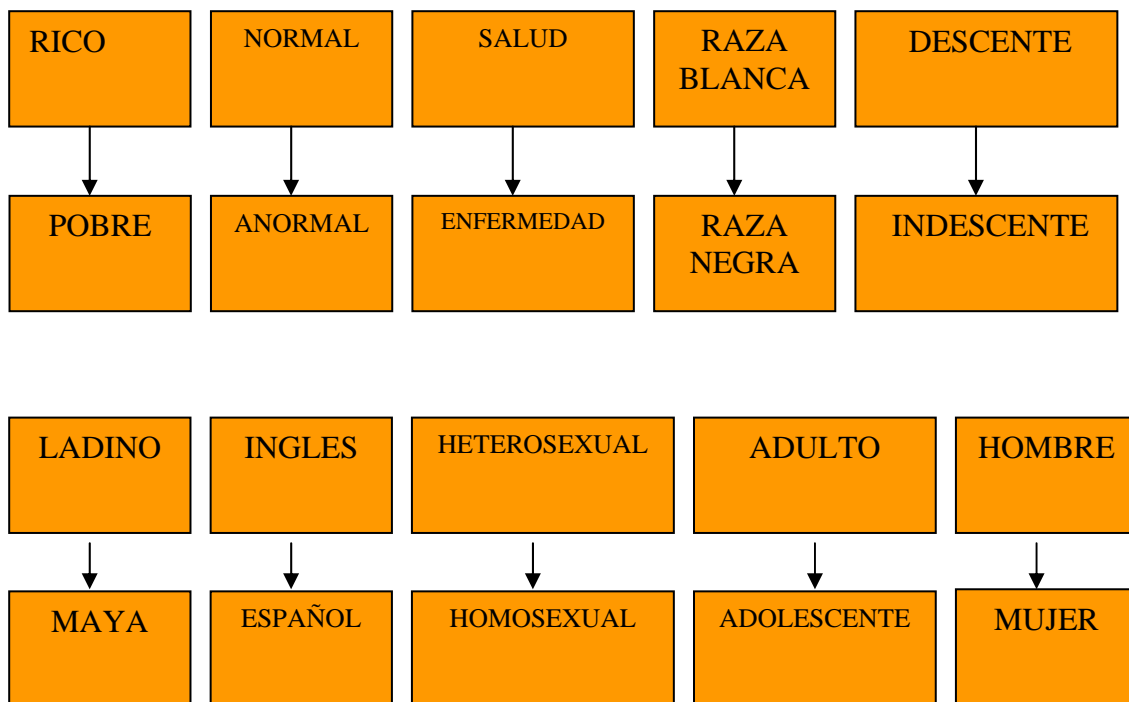 RICO
NORMAL
SALUD
RAZA
BLANCA
DESCENTE
POBRE
ANORMAL
ENFERMEDAD
RAZA
NEGRA
INDESCENTE
LADINO
INGLES
HETEROSEXUAL
ADULTO
HOMBRE
MAYA
ESPAÑOL
HOMOSEXUAL
ADOLESCENTE
MUJER